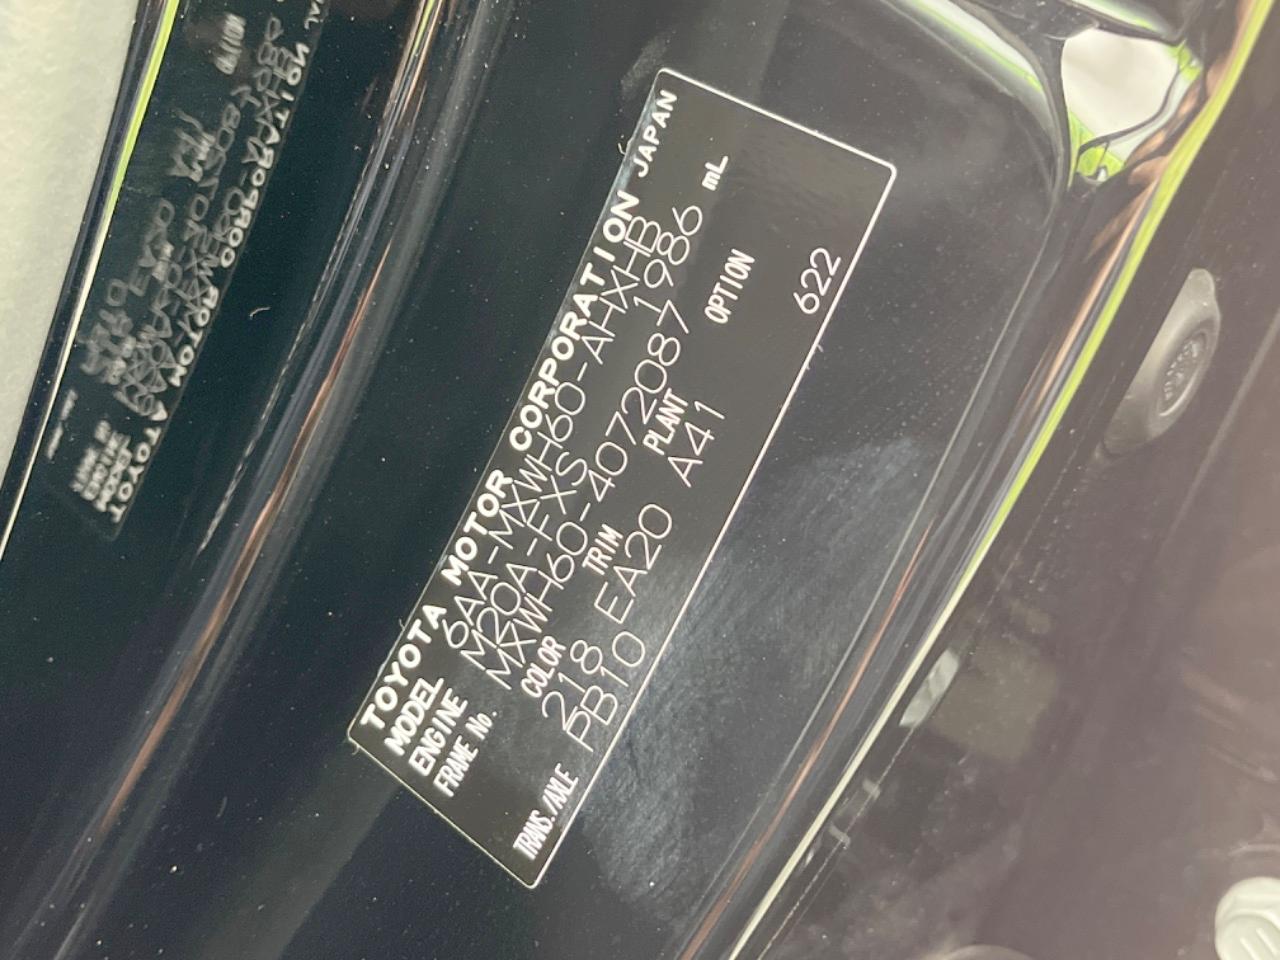 TOYOTA MOTOR CORPORATION JAPAN
MODEL 6AA-MXWH60-AHXHB
ENGINE M20A-FXS 1986 mL
FRAME No. MXWH60-4072087
COLOR TRIM PLANT OPTION
218 EA20 A41 622
TRANS./AXLE PB10